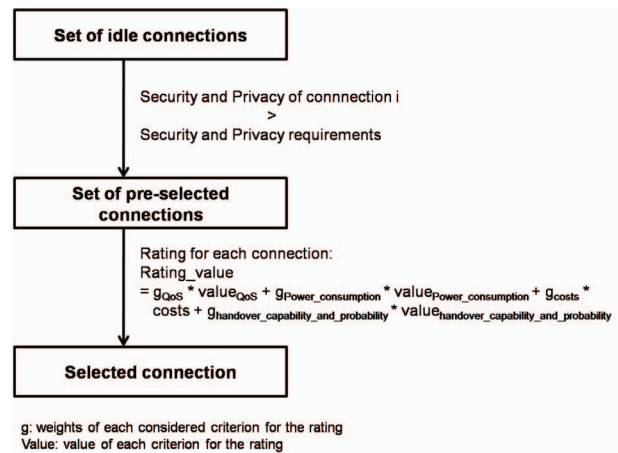 Set of idle connections
Security and Privacy of connnection i
>
Security and Privacy requirements
Set of pre-selected
connections
Rating for each connection:
Rating_value
= gQoS * valueQoS + gPower_consumption * valuePower_consumption + gcosts *
costs + ghandover_capability_and_probability * valuehandover_capability_and_probability
Selected connection
g: weights of each considered criterion for the rating
Value: value of each criterion for the rating